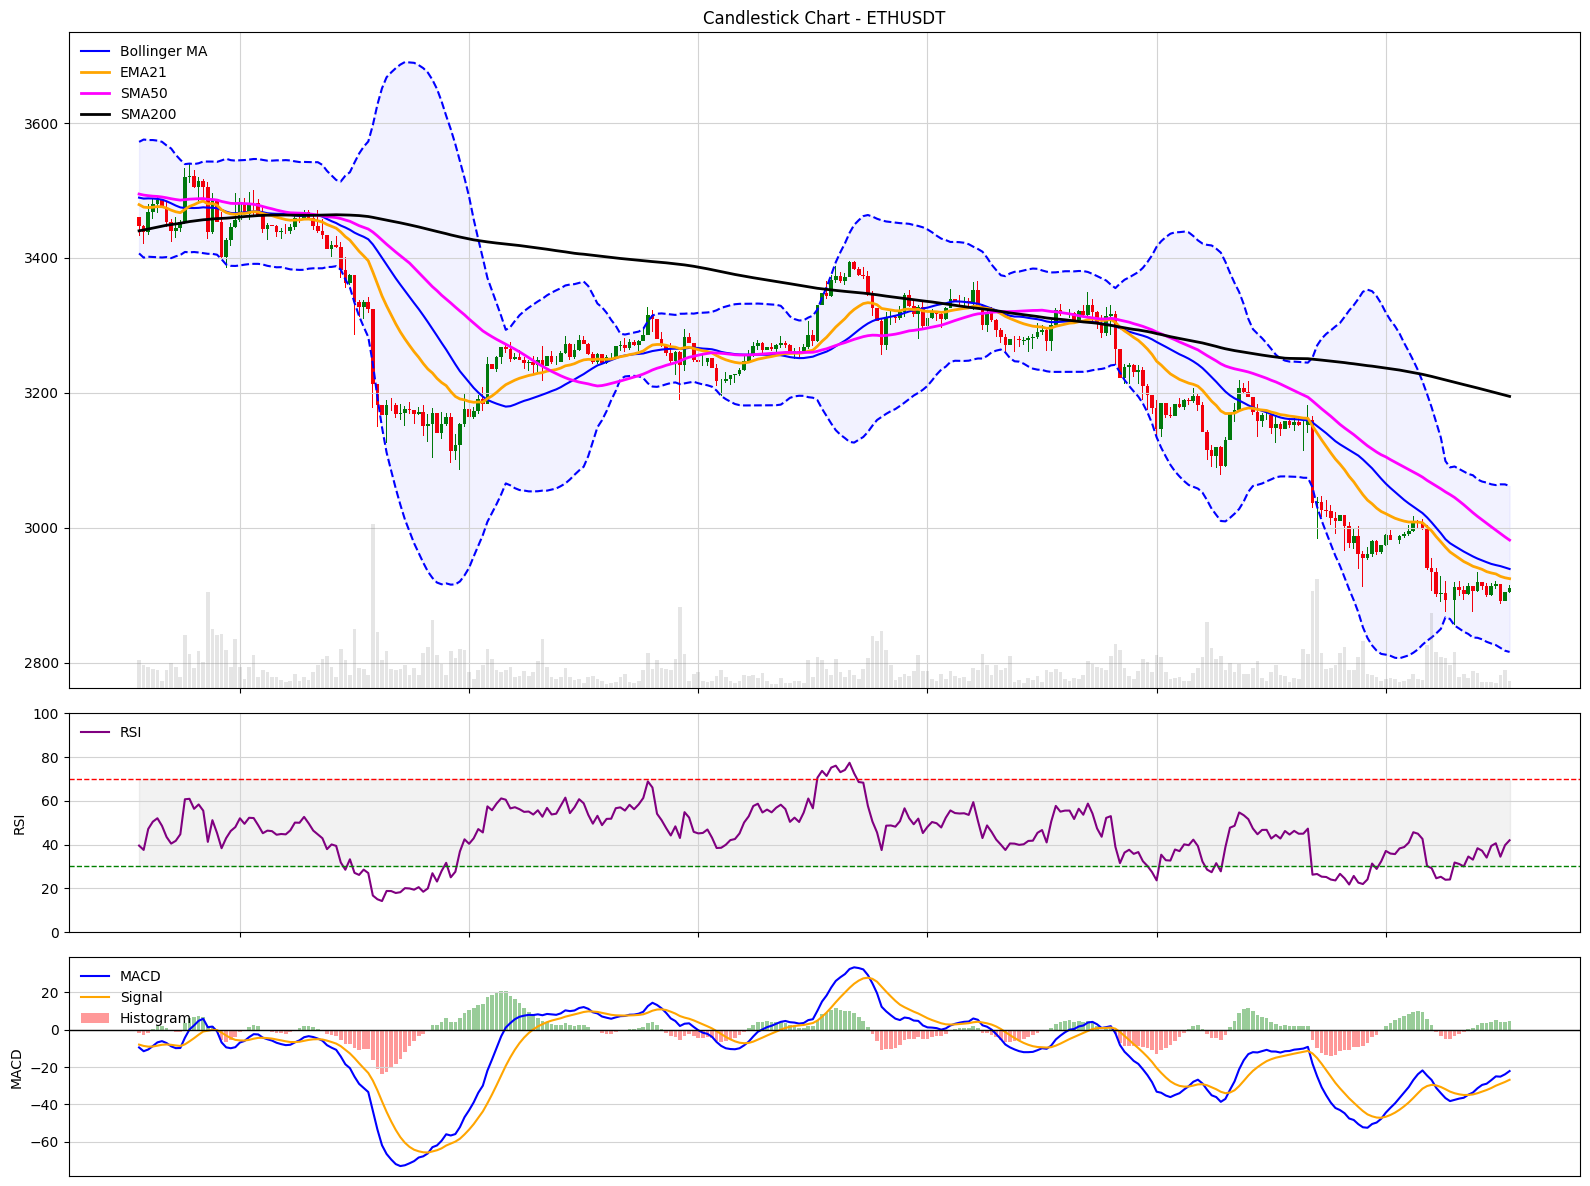 Candlestick Chart - ETHUSDT
Bollinger MA
EMA21
SMA50
SMA200
3600
3400
3200
3000
2800
RSI
100
80
60
40
20
0
RSI
MACD
Signal
Histogram
20
0
−20
−40
−60
MACD